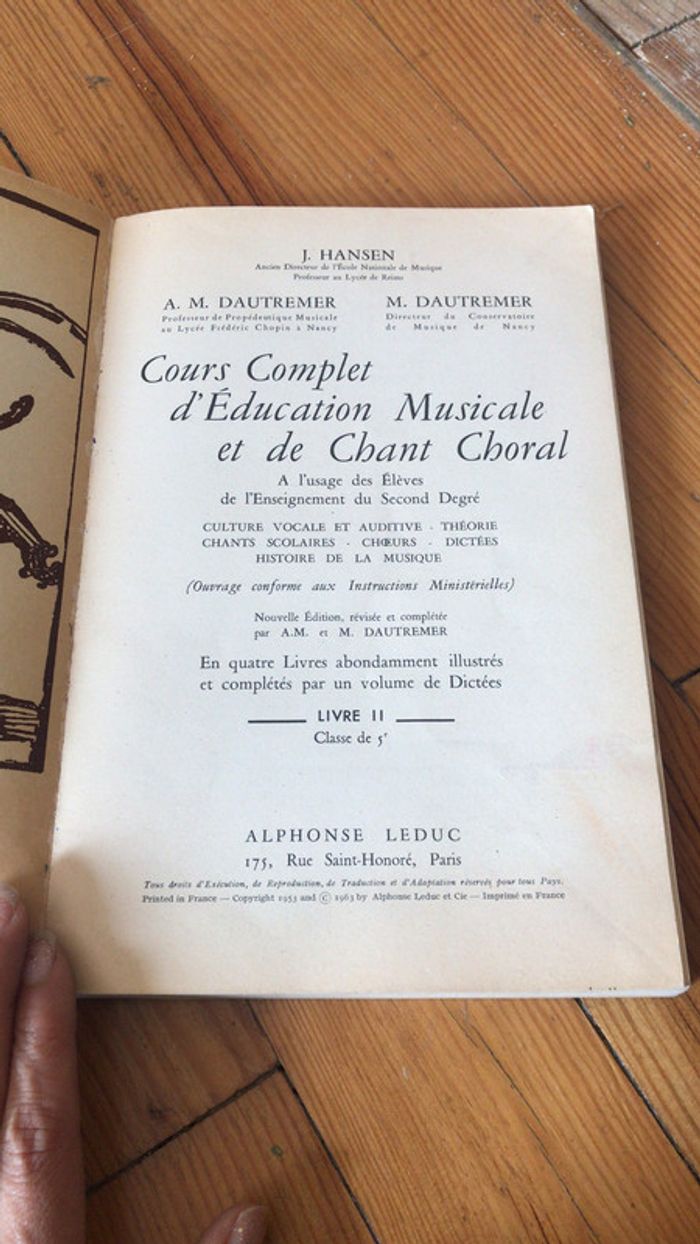 J. HANSEN
Ancien Directeur de l'École Nationale de Musique
Professeur au Lycée de Reims
A. M. DAUTREMER
Professeur de Propédeutique Musicale
au Lycée Frédéric Chopin à Nancy
M. DAUTREMER
Directeur du Conservatoire
de Musique de Nancy
Cours Complet
d'Éducation Musicale
et de Chant Choral
A l'usage des Élèves
de l'Enseignement du Second Degré
CULTURE VOCALE ET AUDITIVE - THÉORIE
CHANTS SCOLAIRES - CHŒURS - DICTÉES
HISTOIRE DE LA MUSIQUE
(Ouvrage conforme aux Instructions Ministérielles)
Nouvelle Édition, révisée et complétée
par A.M. et M. DAUTREMER
En quatre Livres abondamment illustrés
et complétés par un volume de Dictées
LIVRE II
Classe de 5e
ALPHONSE LEDUC
175, Rue Saint-Honoré, Paris
Tous droits d'Exécution, de Reproduction, de Traduction et d'Adaptation réservés pour tous Pays.
Printed in France — Copyright 1953 and © 1963 by Alphonse Leduc et Cie — Imprimé en France